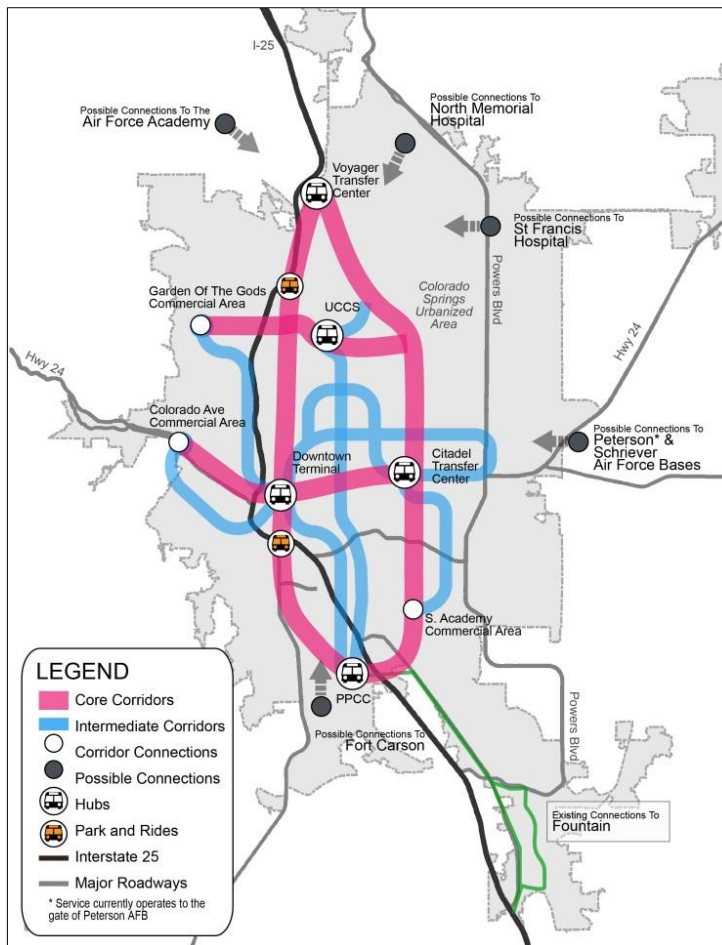 I-25
Possible Connections To The
Air Force Academy
Possible Connections To
North Memorial
Hospital
Voyager
Transfer
Center
Possible Connections To
St Francis
Hospital
Garden Of The Gods
Commercial Area
UCCS
Colorado
Springs
Urbanized
Area
Powers Blvd
Hwy 24
Hwy 24
Colorado Ave
Commercial Area
Downtown
Terminal
Citadel
Transfer
Center
Possible Connections To
Peterson* &
Schriever
Air Force Bases
S. Academy
Commercial Area
PPCC
Possible Connections To
Fort Carson
Powers Blvd
Existing Connections To
Fountain
LEGEND
Core Corridors
Intermediate Corridors
Corridor Connections
Possible Connections
Hubs
Park and Rides
Interstate 25
Major Roadways
* Service currently operates to the
gate of Peterson AFB